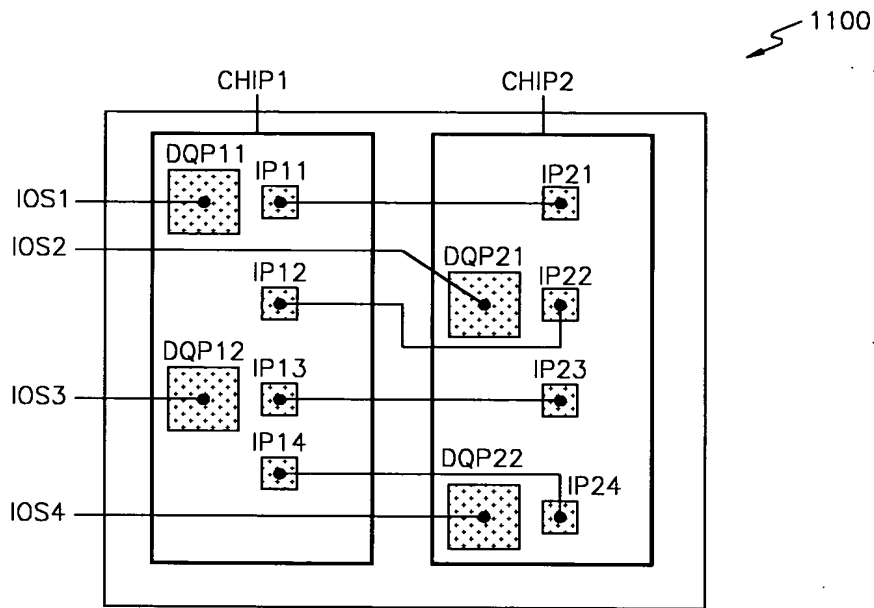 1100
CHIP1
CHIP2
DQP11
IP11
IP21
IOS1
IOS2
DQP21
IP12
IP22
DQP12
IP13
IP23
IOS3
IP14
DQP22
IP24
IOS4